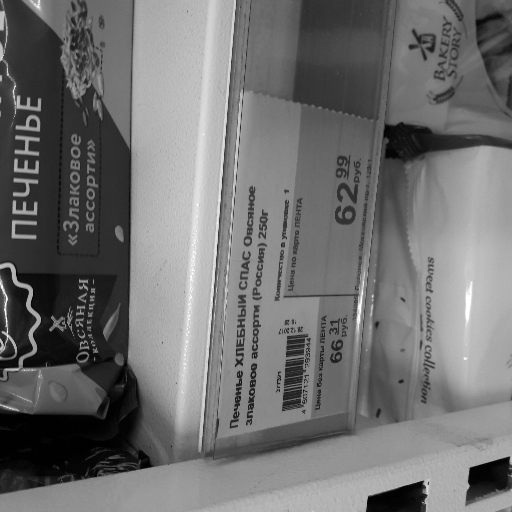 ПЕЧЕНЬЕ
«Злаковое
ассорти»
ОВСЯНАЯ
КОЛЛЕКЦИЯ
Печенье ХЛЕБНЫЙ СПАС Овсяное
злаковое ассорти (Россия) 250г
Количество в упаковке 1
Цена по карте ЛЕНТА
62 99
руб.
Цена без карты ЛЕНТА
66 31
руб.
BAKERY
STORY
sweet cookies collection